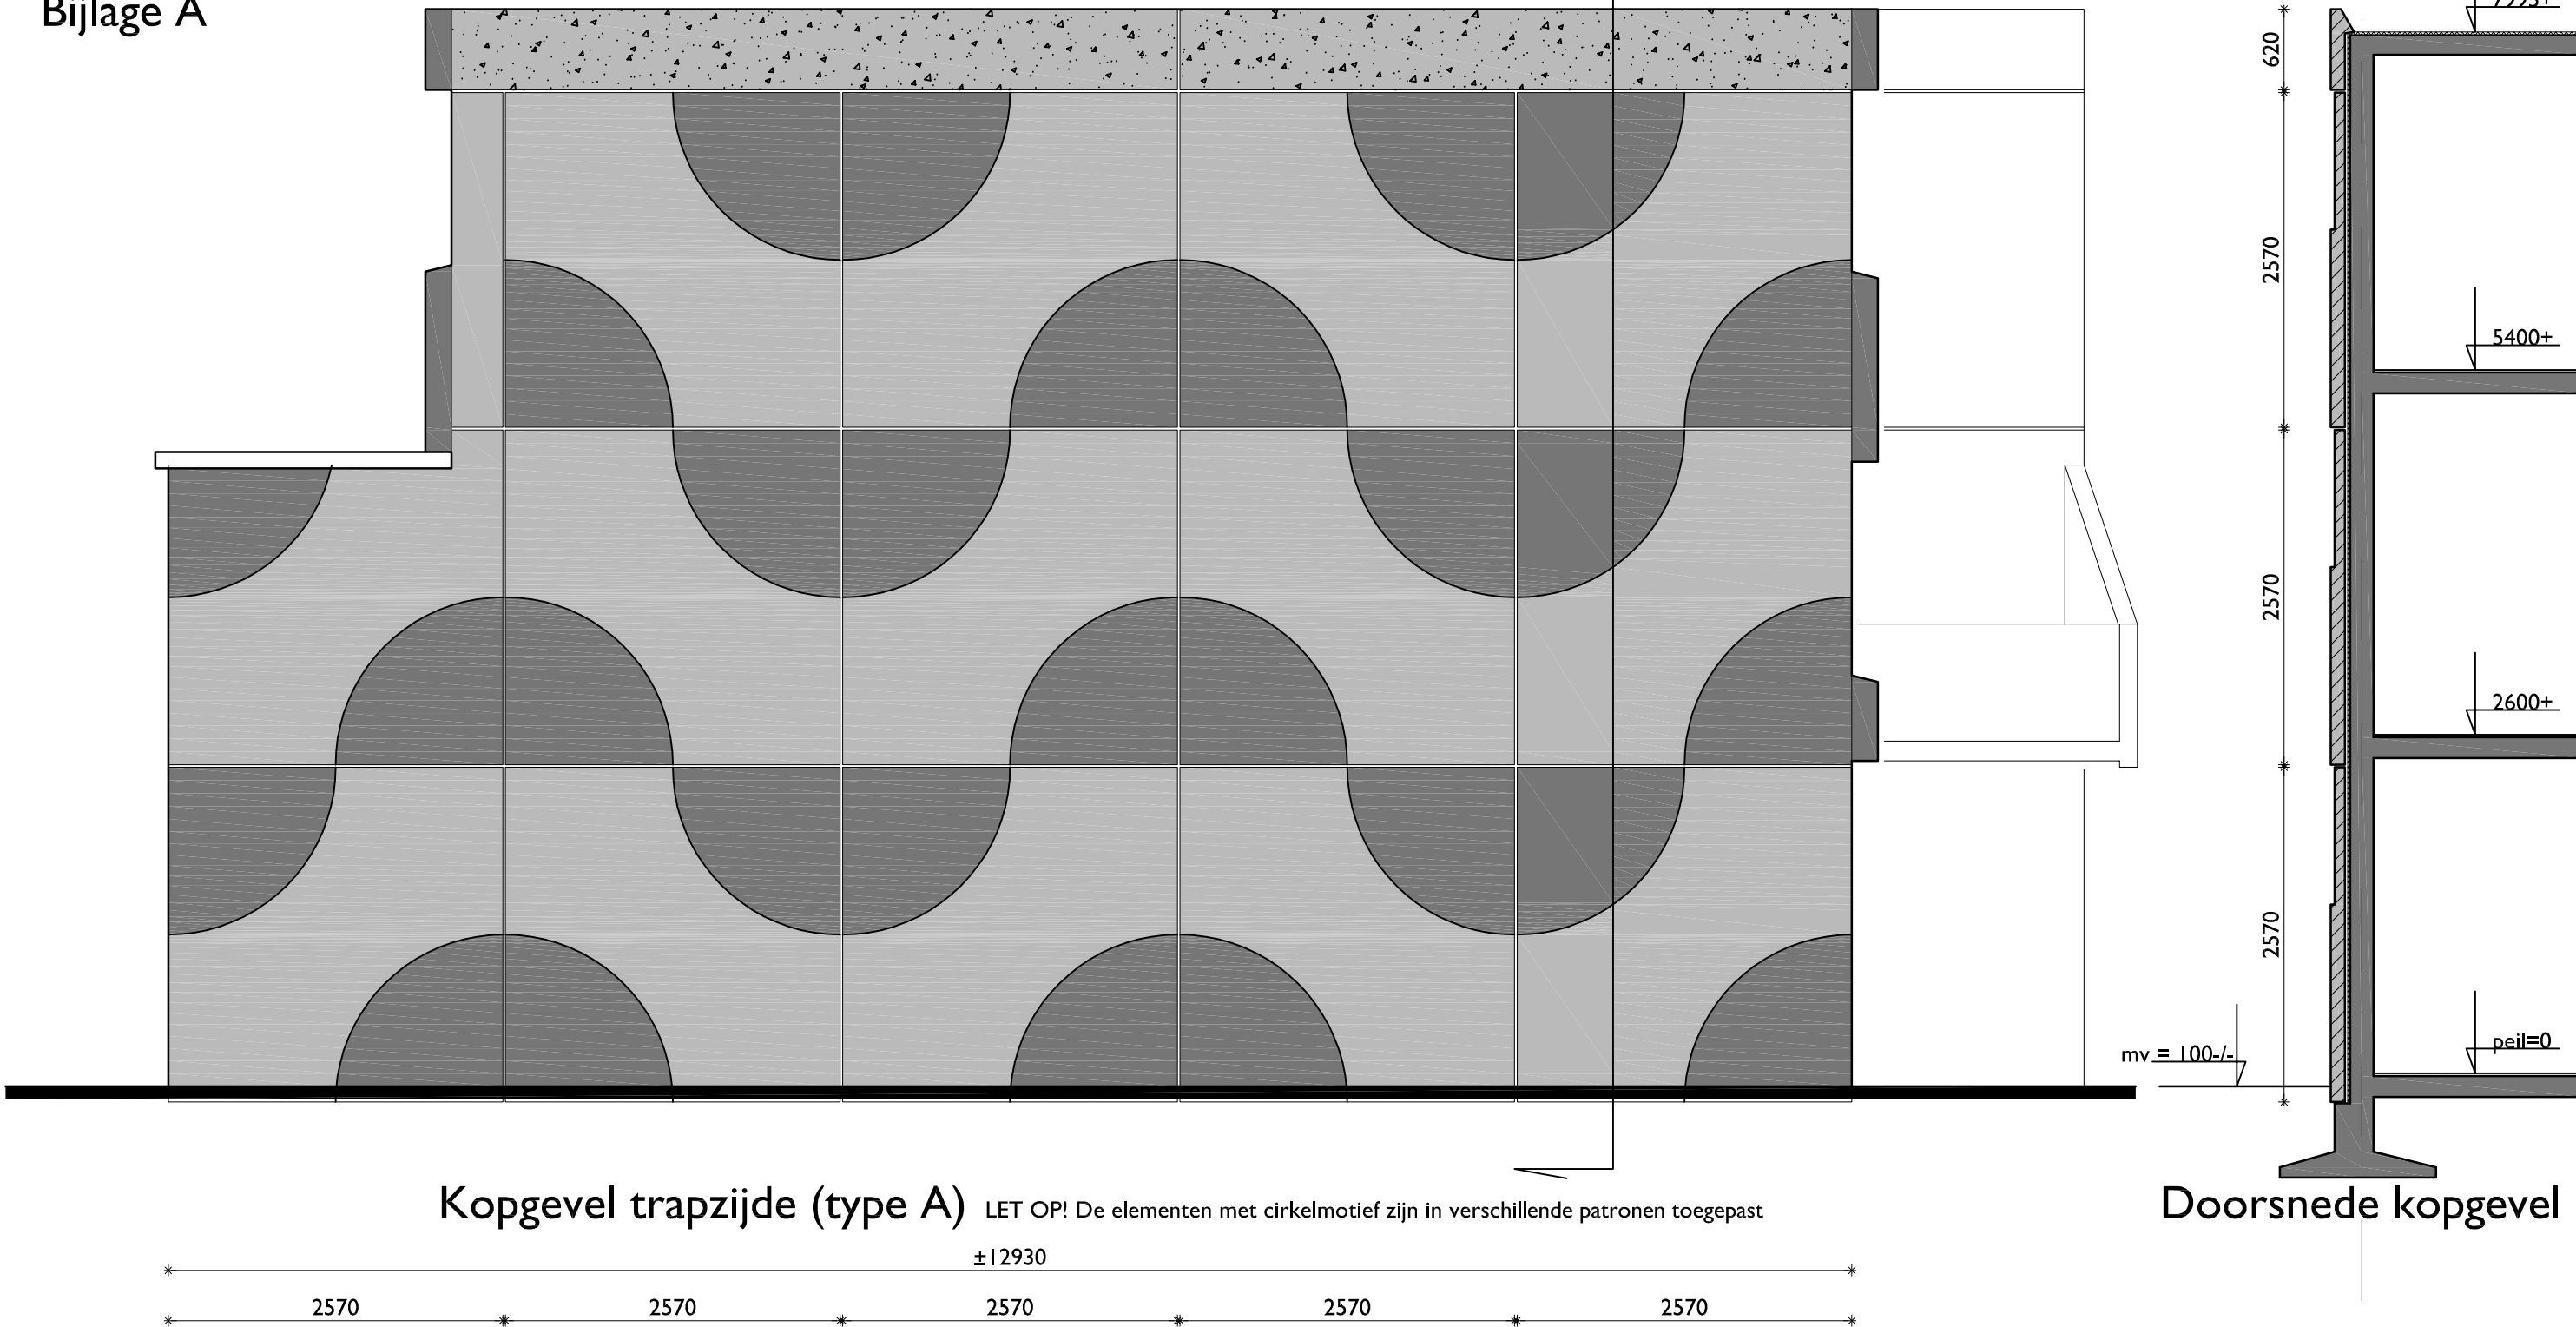 Bijlage A
620
2570
5400+
2570
2600+
2570
peil=0
mv = 100-/-
Kopgevel trapzijde (type A) LET OP! De elementen met cirkelmotief zijn in verschillende patronen toegepast
Doorsnede kopgevel
±12930
2570 2570 2570 2570 2570